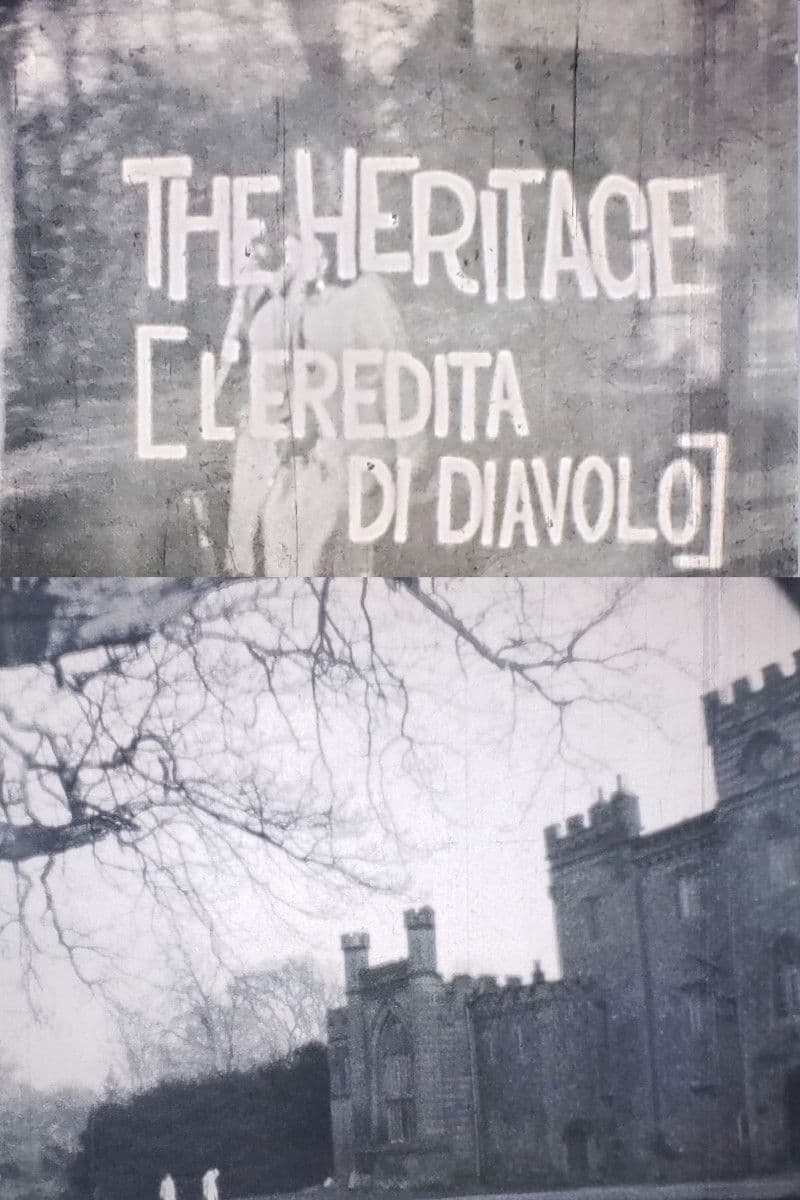 THE HERITAGE
[L'EREDITA
DI DIAVOLO]